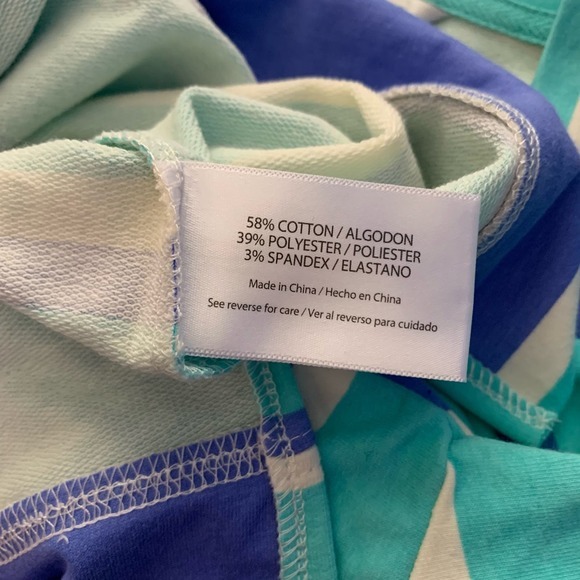 58% COTTON / ALGODON
39% POLYESTER / POLIESTER
3% SPANDEX / ELASTANO
Made in China / Hecho en China
See reverse for care / Ver al reverso para cuidado